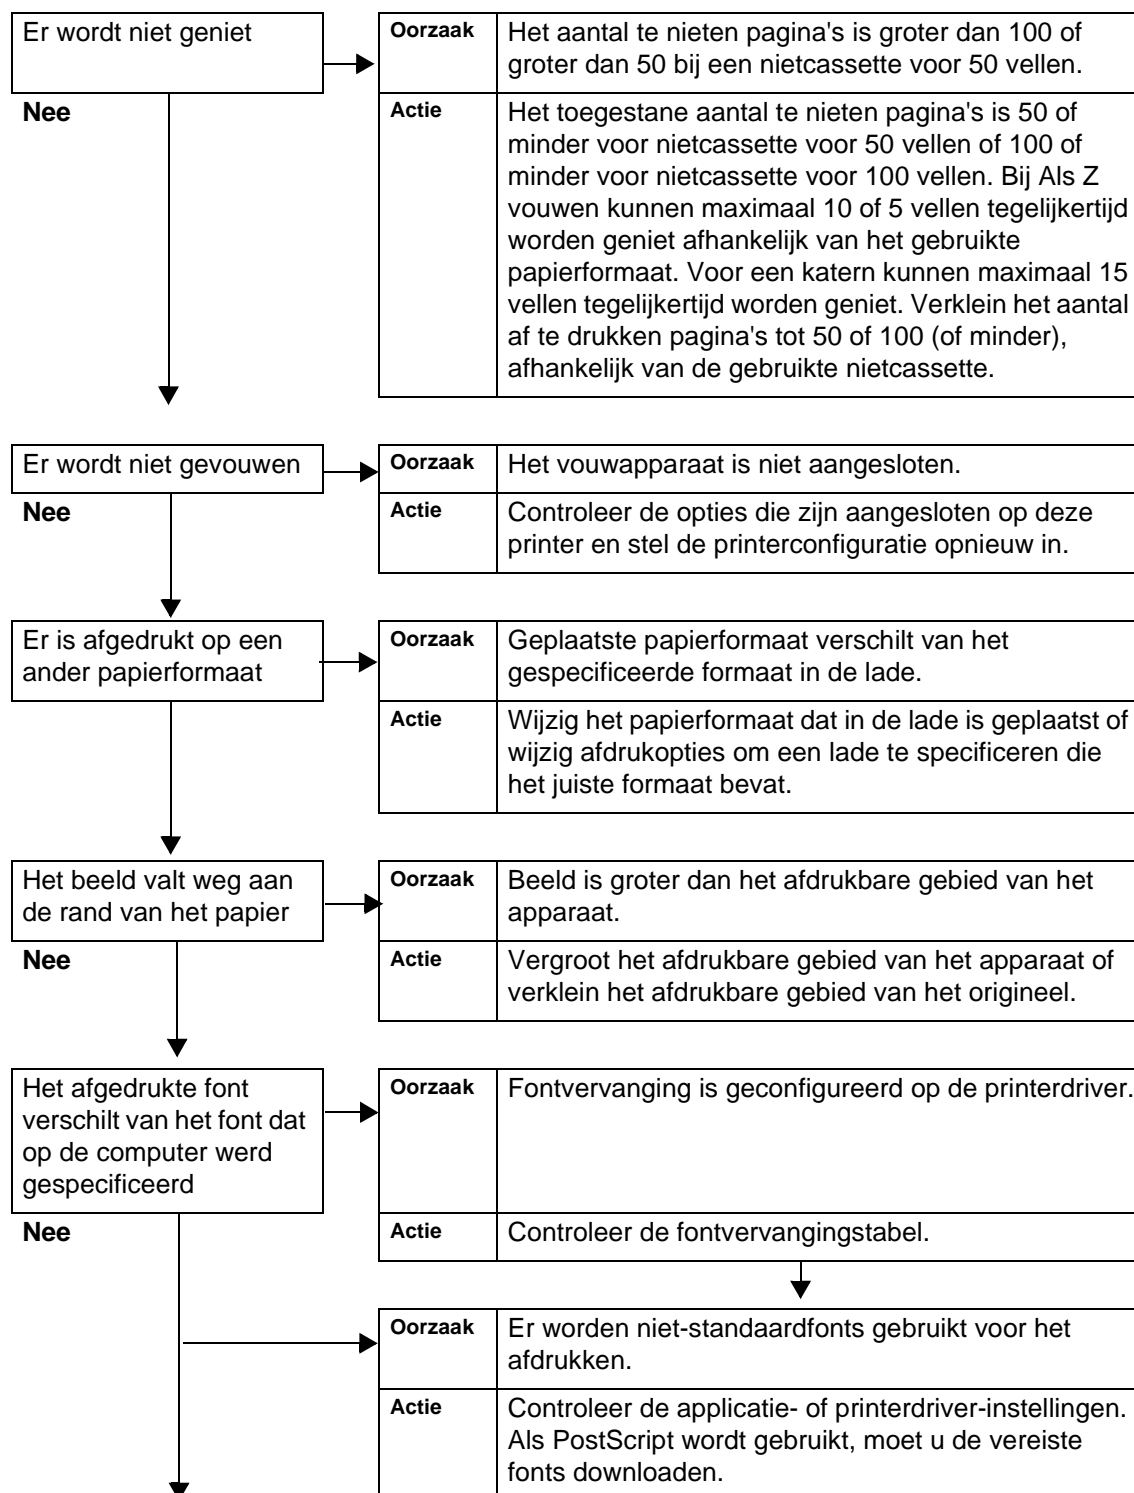 Er wordt niet geniet
Oorzaak
Het aantal te nieten pagina's is groter dan 100 of
groter dan 50 bij een nietcassette voor 50 vellen.
Nee
Actie
Het toegestane aantal te nieten pagina's is 50 of
minder voor nietcassette voor 50 vellen of 100 of
minder voor nietcassette voor 100 vellen. Bij Als Z
vouwen kunnen maximaal 10 of 5 vellen tegelijkertijd
worden geniet afhankelijk van het gebruikte
papierformaat. Voor een katern kunnen maximaal 15
vellen tegelijkertijd worden geniet. Verklein het aantal
af te drukken pagina's tot 50 of 100 (of minder),
afhankelijk van de gebruikte nietcassette.
Er wordt niet gevouwen
Oorzaak
Het vouwapparaat is niet aangesloten.
Nee
Actie
Controleer de opties die zijn aangesloten op deze
printer en stel de printerconfiguratie opnieuw in.
Er is afgedrukt op een
ander papierformaat
Oorzaak
Geplaatste papierformaat verschilt van het
gespecificeerde formaat in de lade.
Actie
Wijzig het papierformaat dat in de lade is geplaatst of
wijzig afdrukopties om een lade te specificeren die
het juiste formaat bevat.
Het beeld valt weg aan
de rand van het papier
Oorzaak
Beeld is groter dan het afdrukbare gebied van het
apparaat.
Nee
Actie
Vergroot het afdrukbare gebied van het apparaat of
verklein het afdrukbare gebied van het origineel.
Het afgedrukte font
verschilt van het font dat
op de computer werd
gespecificeerd
Oorzaak
Fontvervanging is geconfigureerd op de printerdriver.
Nee
Actie
Controleer de fontvervangingstabel.
Oorzaak
Er worden niet-standaardfonts gebruikt voor het
afdrukken.
Actie
Controleer de applicatie- of printerdriver-instellingen.
Als PostScript wordt gebruikt, moet u de vereiste
fonts downloaden.